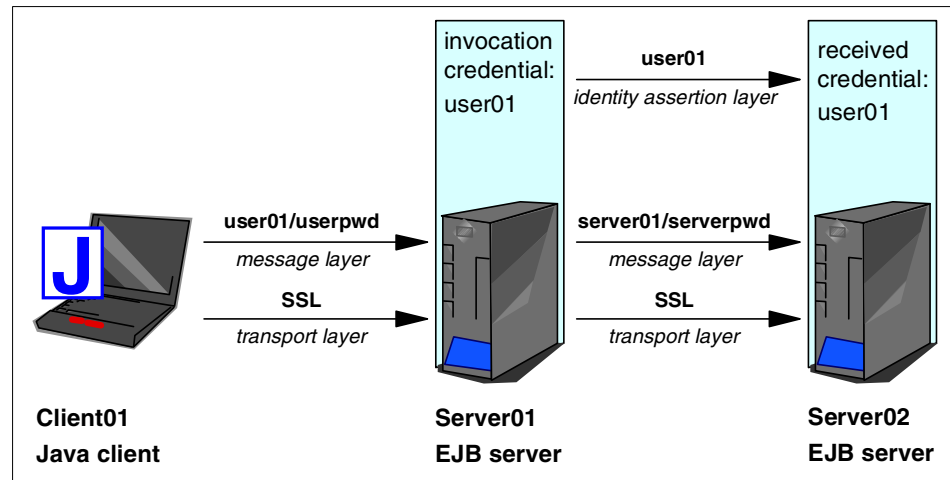 invocation
credential:
user01
user01
identity assertion layer
received
credential:
user01
J
user01/userpwd
message layer
SSL
transport layer
server01/serverpwd
message layer
SSL
transport layer
Client01
Java client
Server01
EJB server
Server02
EJB server